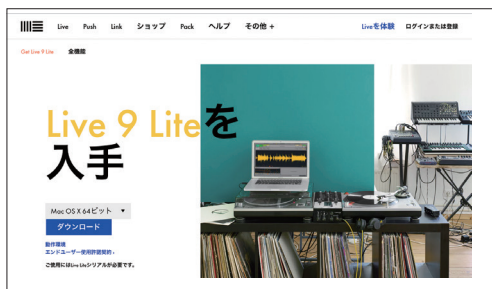 Live Push Link ショップ Pack ヘルプ その他 + Liveを体験 ログインまたは登録
Get Live 9 Lite 全機能
Live 9 Liteを
入手
Mac OS X 64ビット ▼
ダウンロード
動作環境
エンドユーザー使用許諾契約 ›
ご使用にはLive Liteシリアルが必要です。